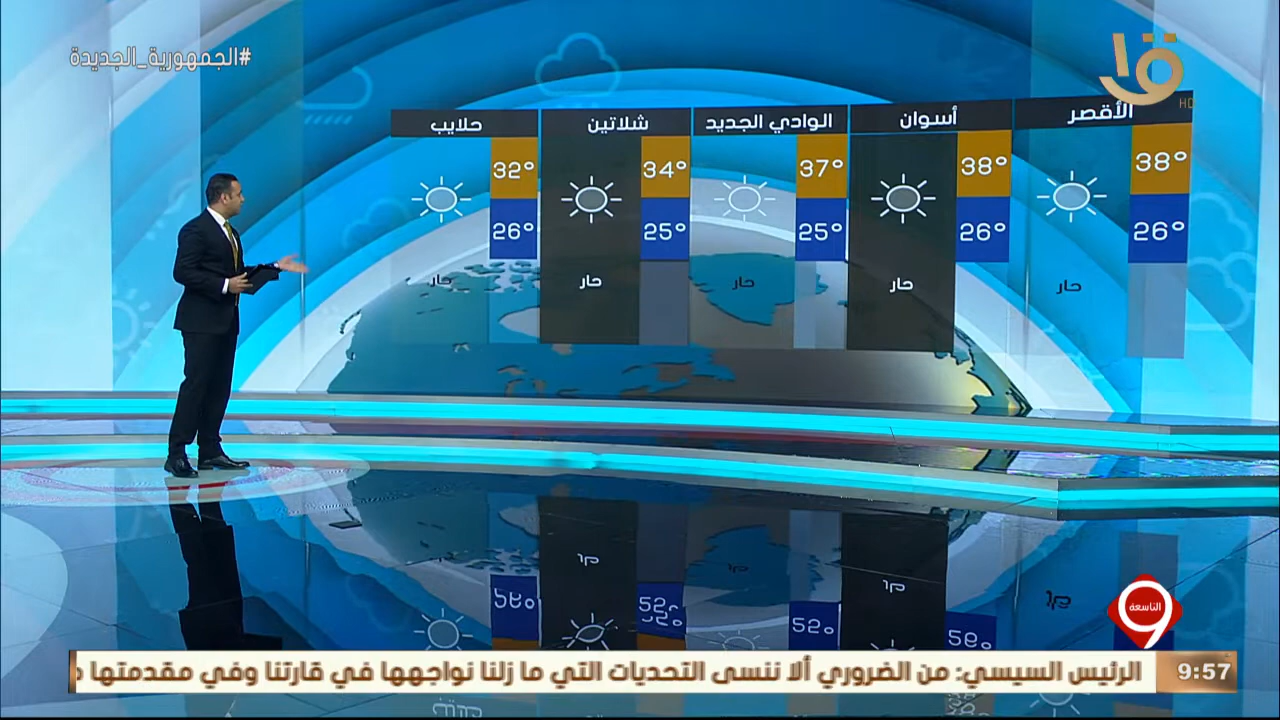 #الجمهورية_الجديدة
HD
الأقصر
38°
26°
حار
أسوان
38°
26°
حار
الوادي الجديد
37°
25°
حار
شلاتين
34°
25°
حار
حلايب
32°
26°
حار
التاسعة
9
9:57
الرئيس السيسي: من الضروري ألا ننسى التحديات التي ما زلنا نواجهها في قارتنا وفي مقدمتها